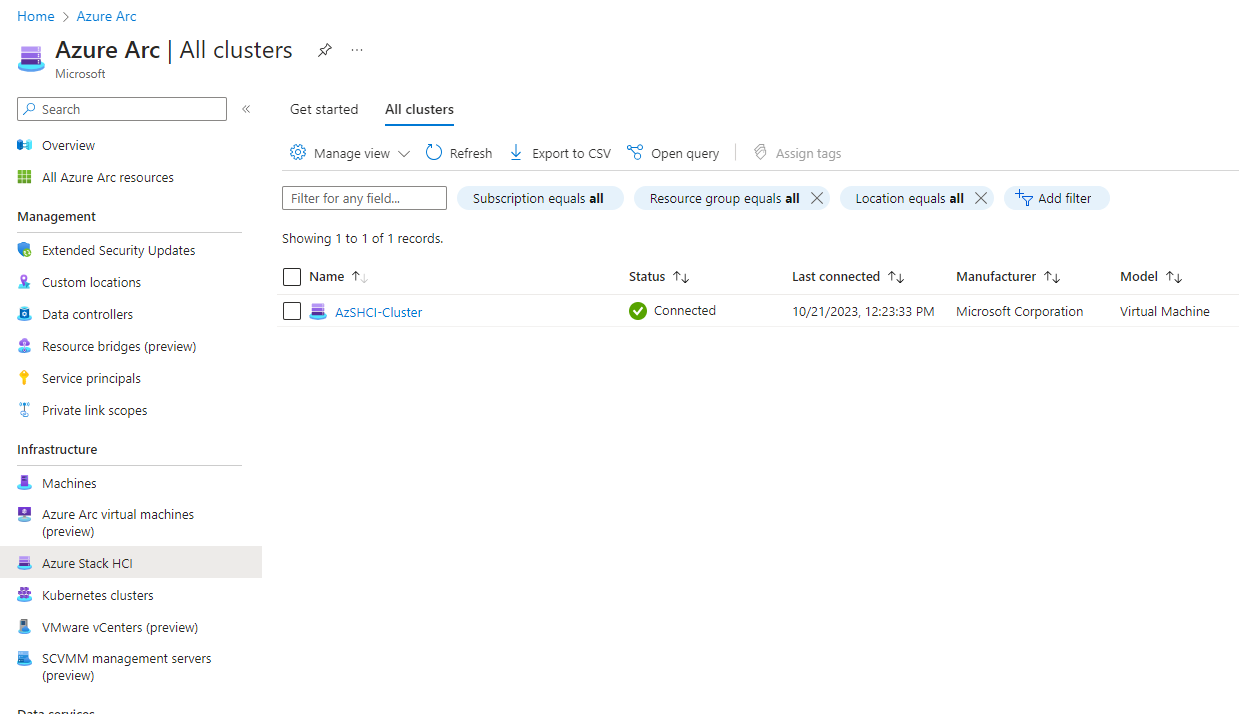 Home > Azure Arc
Azure Arc | All clusters
Microsoft
Search
Overview
All Azure Arc resources
Management
Extended Security Updates
Custom locations
Data controllers
Resource bridges (preview)
Service principals
Private link scopes
Infrastructure
Machines
Azure Arc virtual machines
(preview)
Azure Stack HCI
Kubernetes clusters
VMware vCenters (preview)
SCVMM management servers
(preview)
Data services
Get started All clusters
Manage view Refresh Export to CSV Open query Assign tags
Filter for any field... Subscription equals all Resource group equals all Location equals all Add filter
Showing 1 to 1 of 1 records.
Name Status Last connected Manufacturer Model
AzSHCI-Cluster Connected 10/21/2023, 12:23:33 PM Microsoft Corporation Virtual Machine